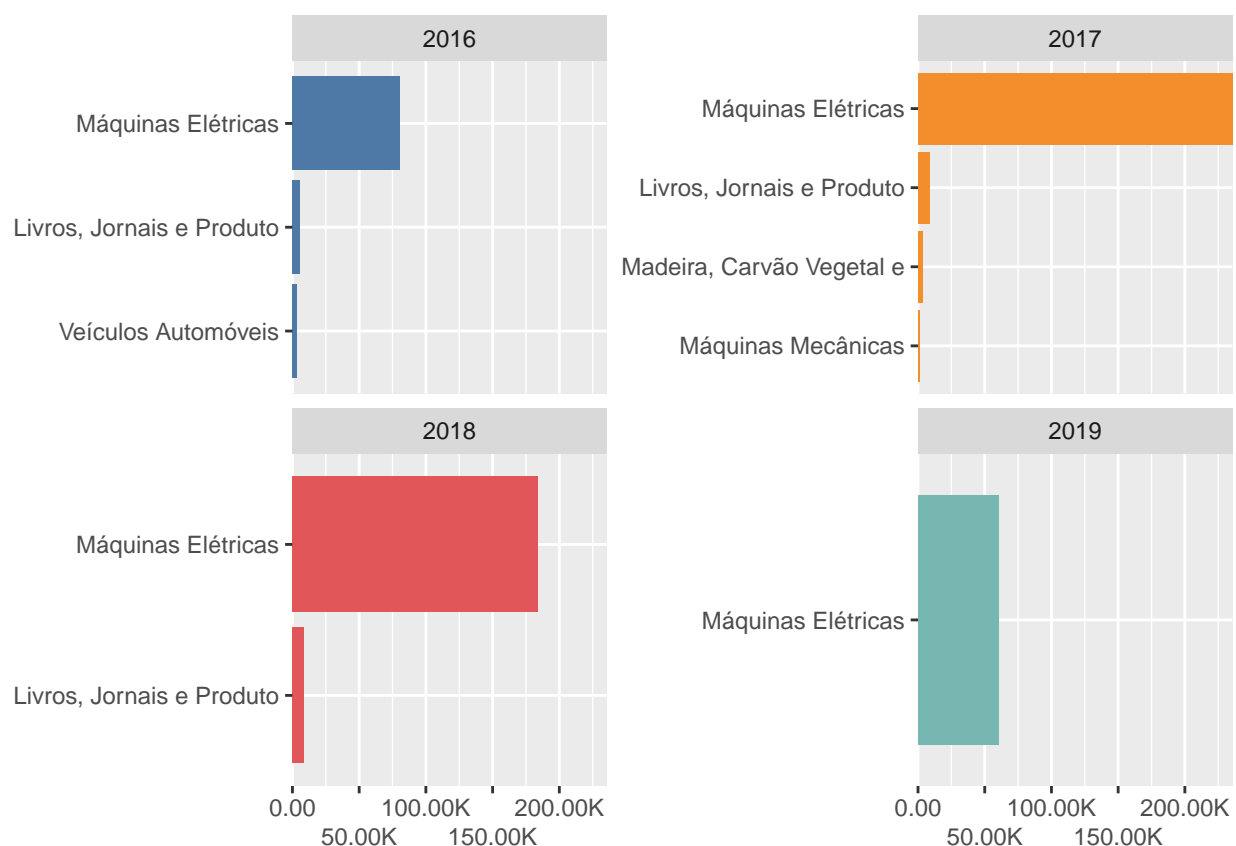 2016
Máquinas Elétricas
Livros, Jornais e Produto
Veículos Automóveis
2017
Máquinas Elétricas
Livros, Jornais e Produto
Madeira, Carvão Vegetal e
Máquinas Mecânicas
2018
Máquinas Elétricas
Livros, Jornais e Produto
0.00 100.00K 200.00K
50.00K 150.00K
2019
Máquinas Elétricas
0.00 100.00K 200.00K
50.00K 150.00K